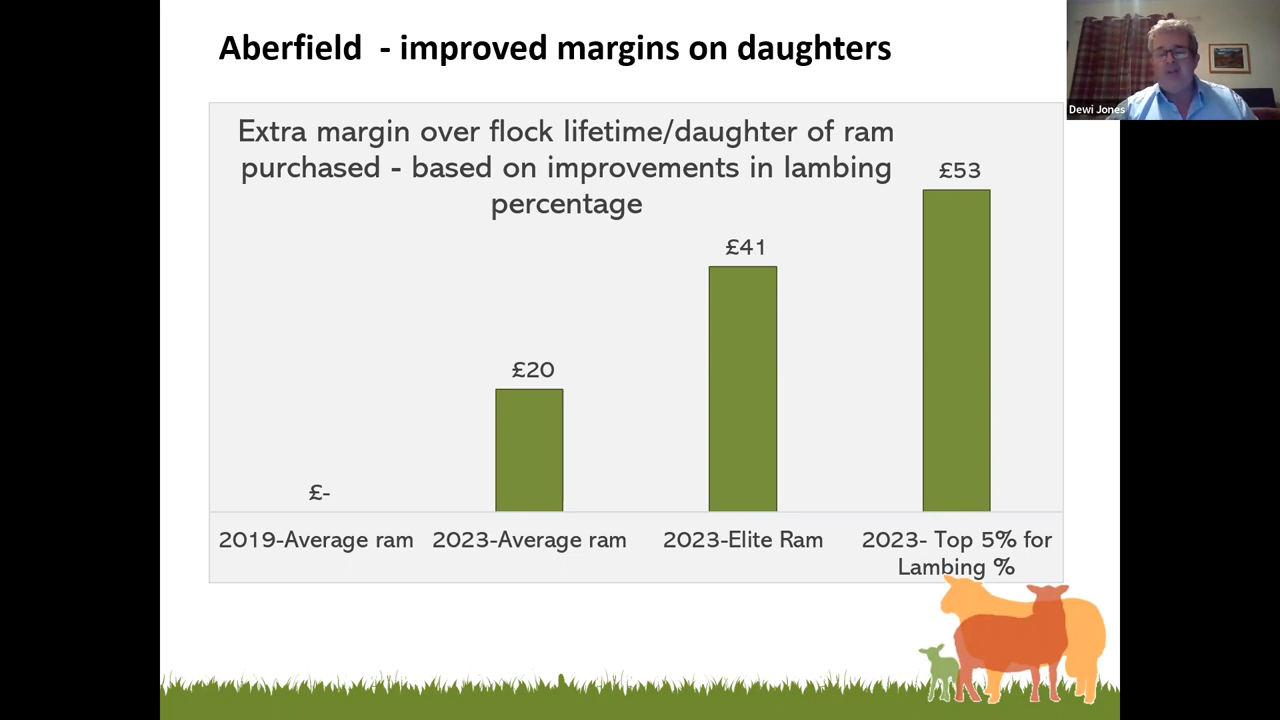 Aberfield - improved margins on daughters
Dewi Jones
Extra margin over flock lifetime/daughter of ram
purchased - based on improvements in lambing
percentage
£-
£20
£41
£53
2019-Average ram
2023-Average ram
2023-Elite Ram
2023- Top 5% for
Lambing %